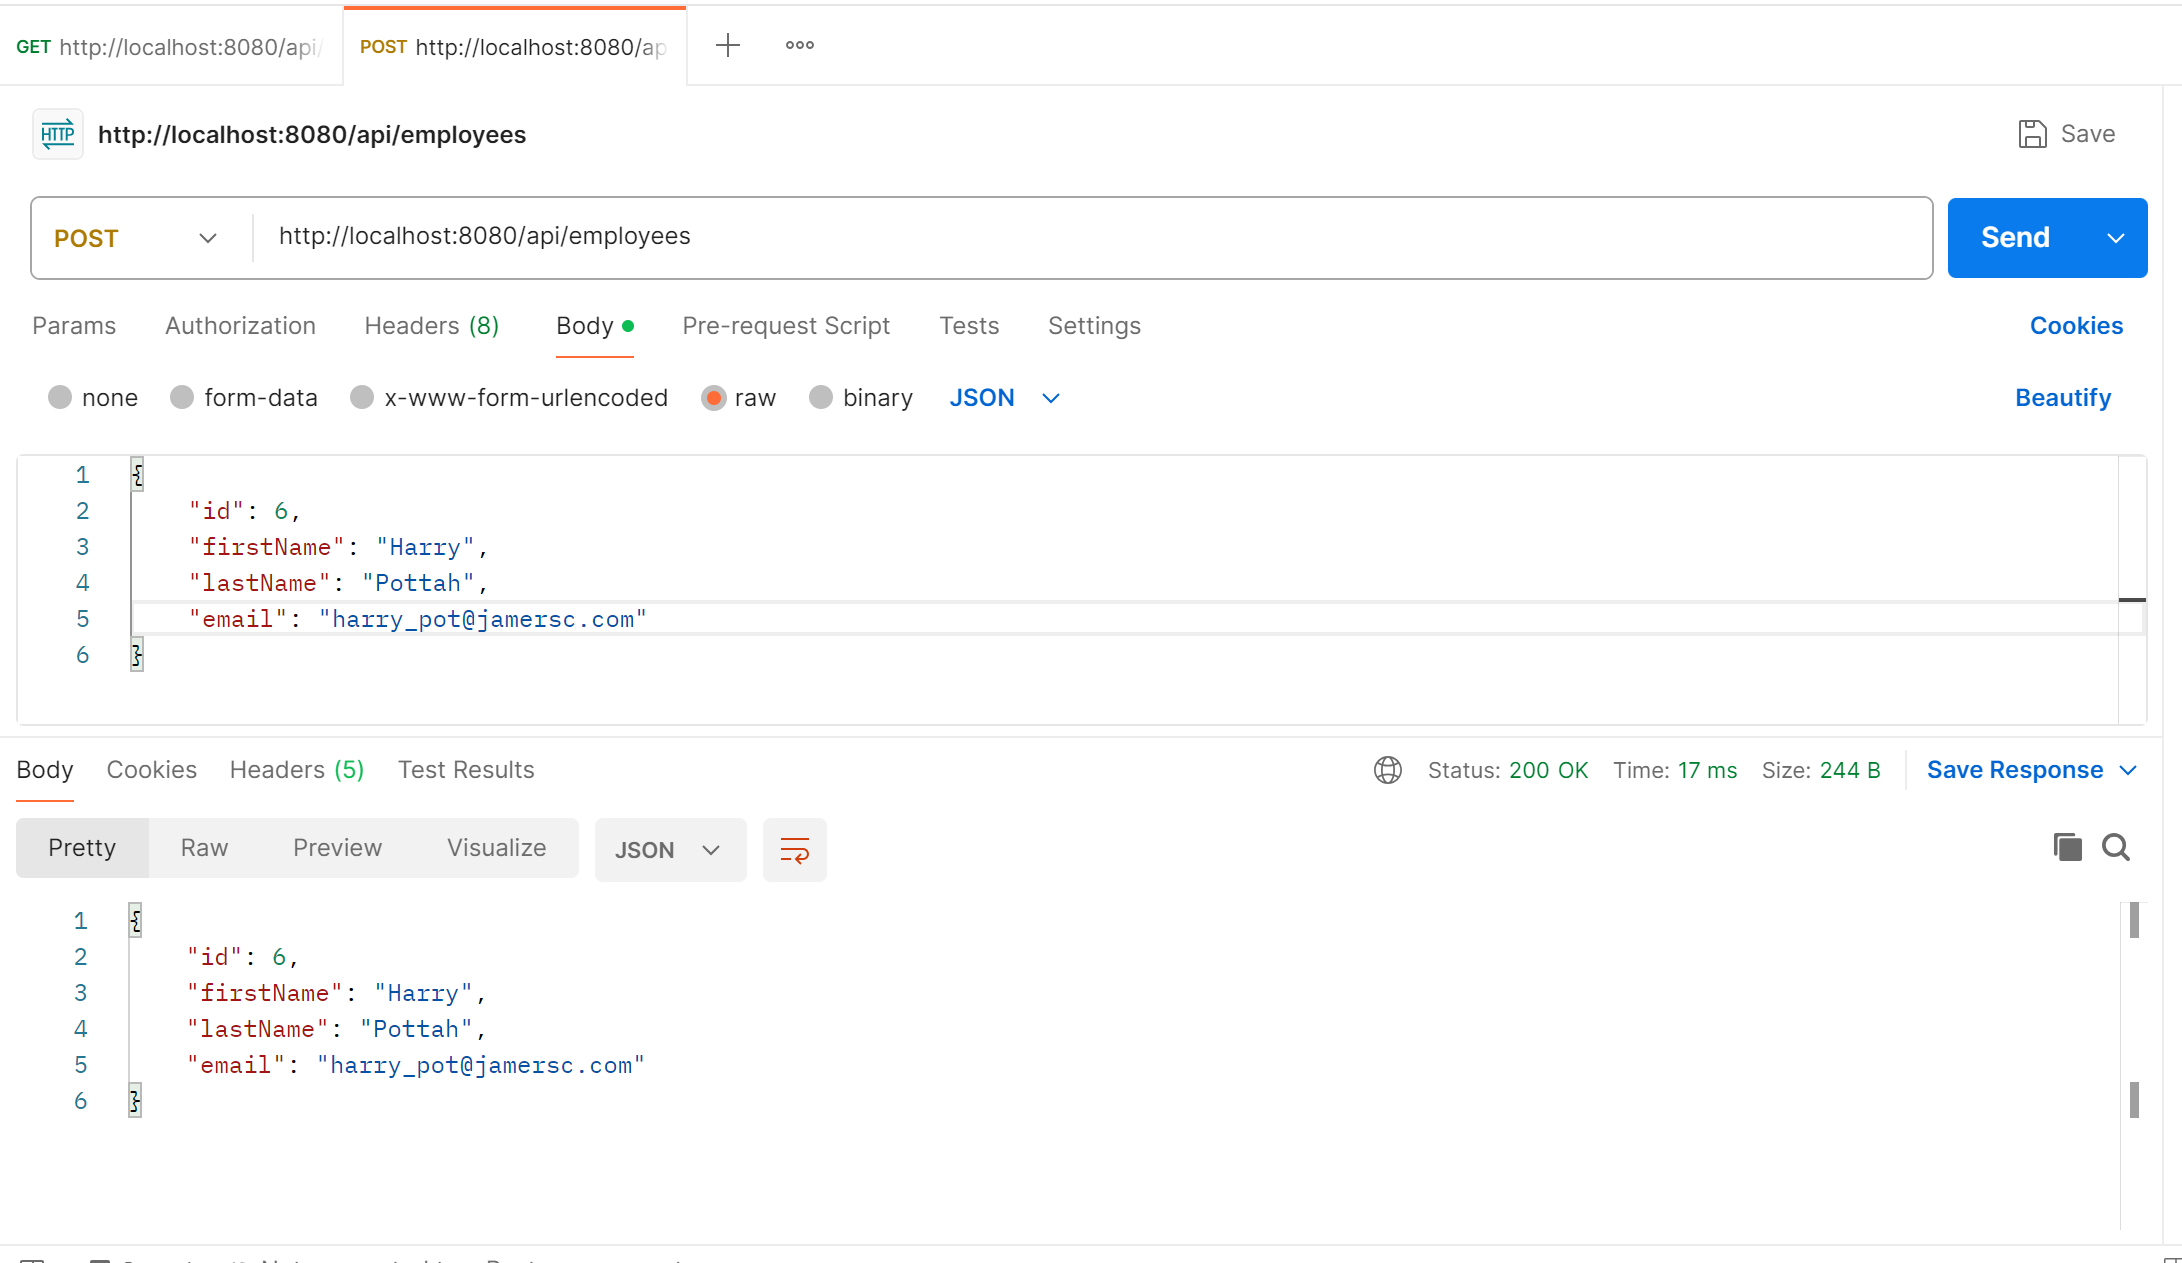 GET http://localhost:8080/api/ POST http://localhost:8080/ap
HTTP http://localhost:8080/api/employees Save
POST http://localhost:8080/api/employees Send
Params Authorization Headers (8) Body Pre-request Script Tests Settings Cookies
none form-data x-www-form-urlencoded raw binary JSON Beautify
1 {
2 "id": 6,
3 "firstName": "Harry",
4 "lastName": "Pottah",
5 "email": "harry_pot@jamersc.com"
6 }
Body Cookies Headers (5) Test Results Status: 200 OK Time: 17 ms Size: 244 B Save Response
Pretty Raw Preview Visualize JSON
1 {
2 "id": 6,
3 "firstName": "Harry",
4 "lastName": "Pottah",
5 "email": "harry_pot@jamersc.com"
6 }